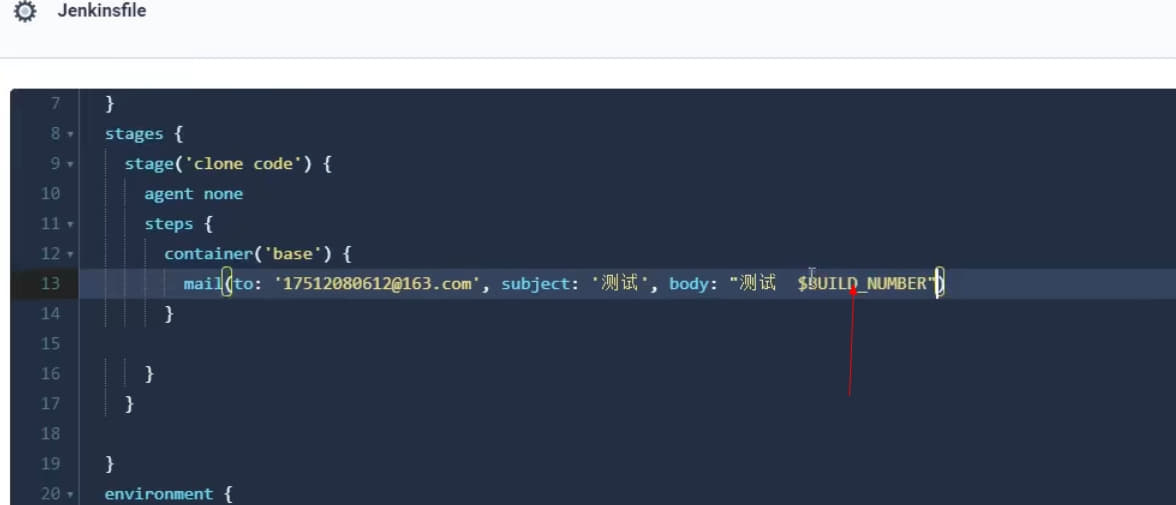 Jenkinsfile
7 }
8 stages {
9 stage('clone code') {
10 agent none
11 steps {
12 container('base') {
13 mail(to: '17512080612@163.com', subject: '测试', body: "测试  $BUILD_NUMBER")
14 }
15
16 }
17 }
18
19 }
20 environment {